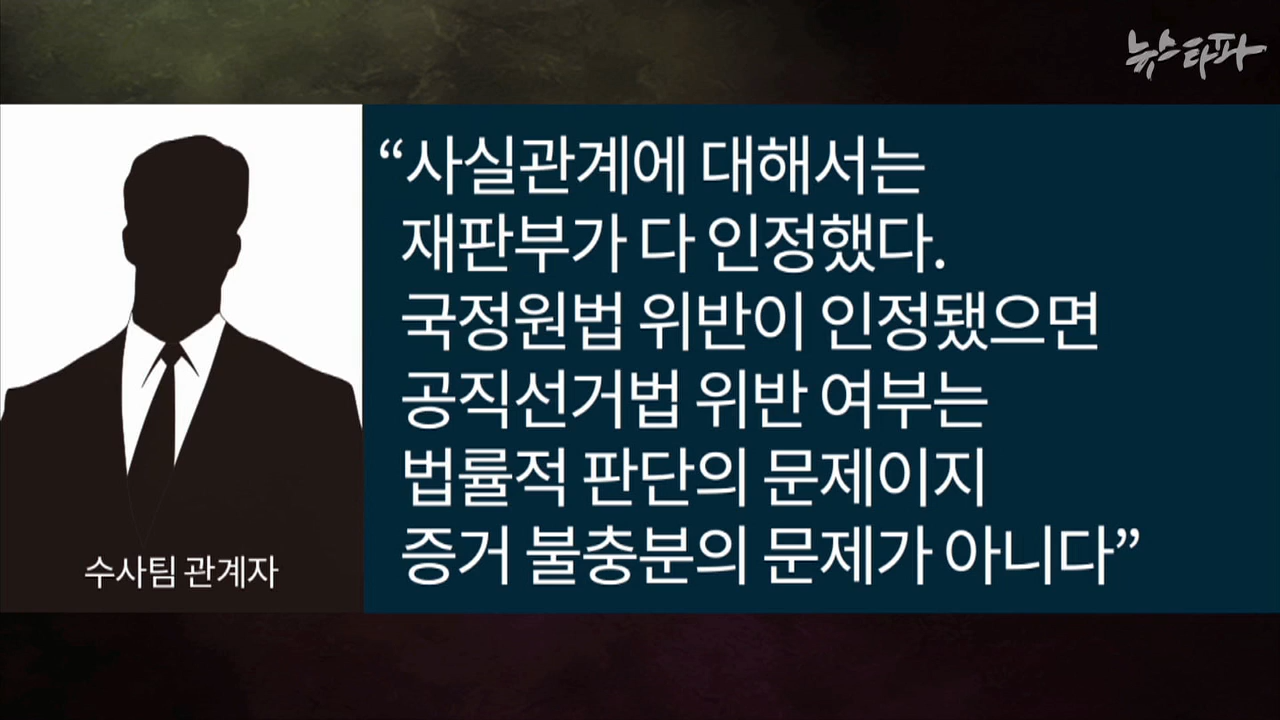 뉴스타파
“사실관계에 대해서는
재판부가 다 인정했다.
국정원법 위반이 인정됐으면
공직선거법 위반 여부는
법률적 판단의 문제이지
증거 불충분의 문제가 아니다”
수사팀 관계자